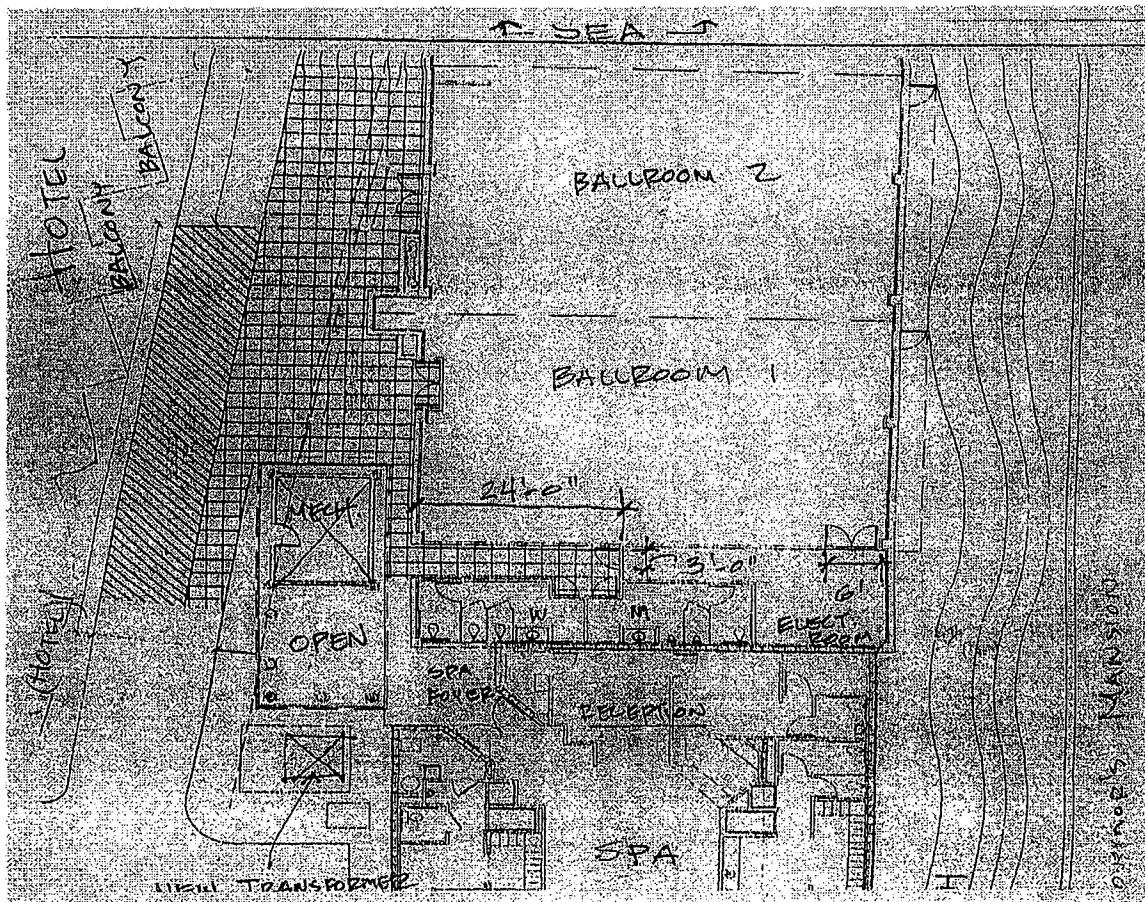 SEA
BALCONY
BALCONY
HOTEL
BALLROOM 2
BALLROOM 1
24'-0"
MECH
3'-0"
6'
W
M
ELECT
ROOM
OPEN
SPA
FOYER
RECEPTION
(HOTEL)
MANSION
SPA
NEW TRANSFORMER